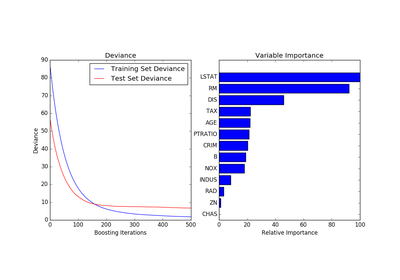 Deviance
Training Set Deviance
Test Set Deviance
90
80
70
60
50
40
30
20
10
0
Deviance
0
100
200
300
400
500
Boosting Iterations
Variable Importance
LSTAT
RM
DIS
TAX
AGE
PTRATIO
CRIM
B
NOX
INDUS
RAD
ZN
CHAS
0
20
40
60
80
100
Relative Importance